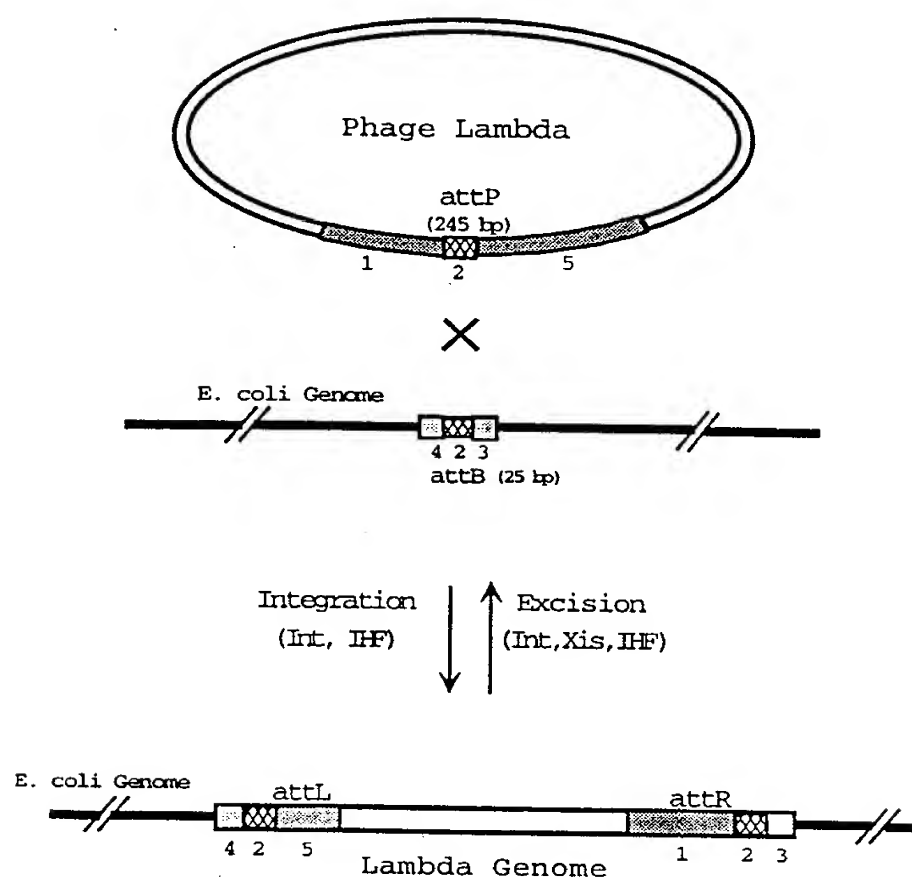 Phage Lambda
attP
(245 bp)
1 2 5
E. coli Genome
4 2 3
attB (25 bp)
Integration
(Int, IHF)
Excision
(Int,Xis,IHF)
E. coli Genome
attL
attR
4 2 5 1 2 3
Lambda Genome